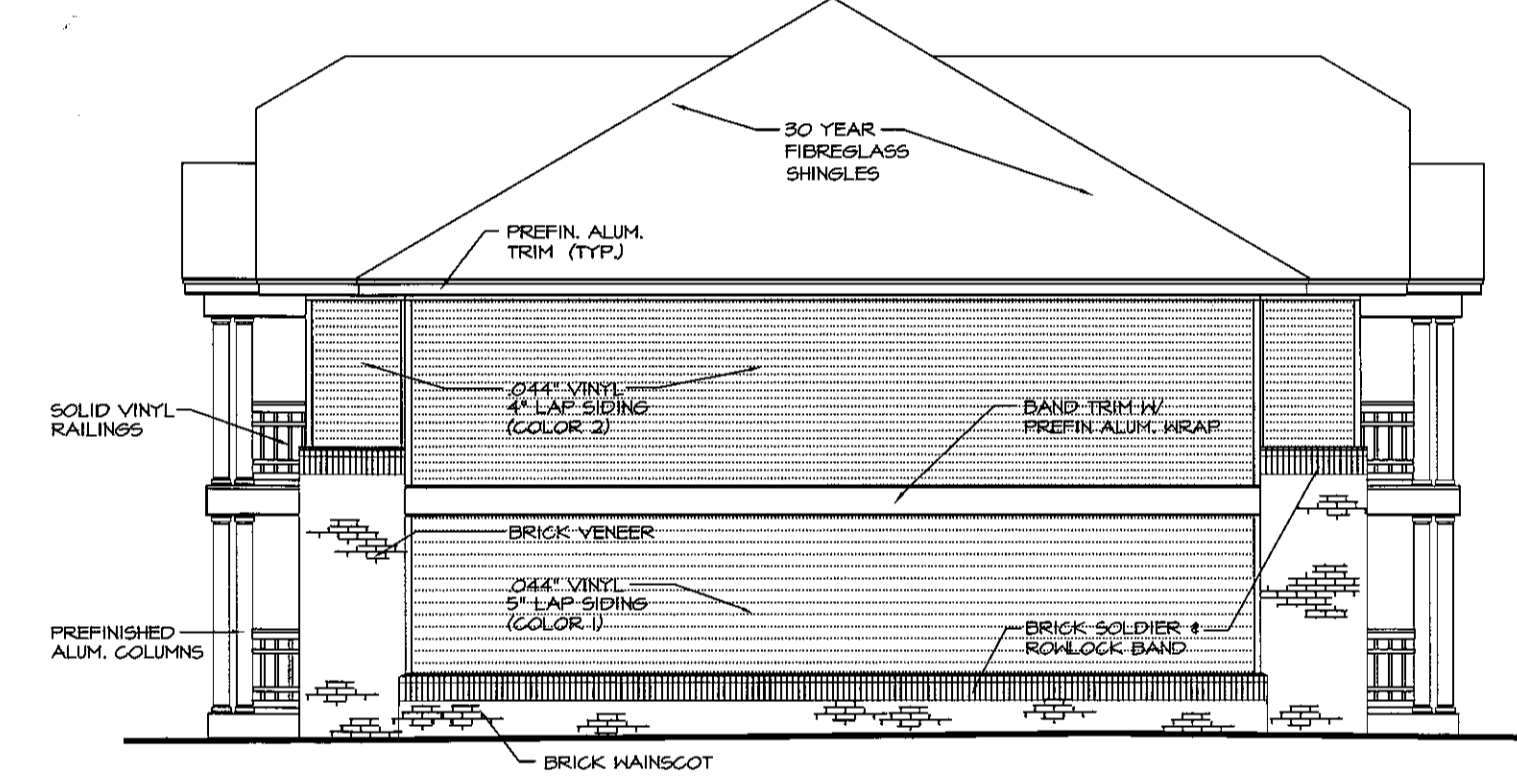 30 YEAR
FIBREGLASS
SHINGLES
PREFIN. ALUM.
TRIM (TYP.)
.044" VINYL
4" LAP SIDING
(COLOR 2)
SOLID VINYL
RAILINGS
BAND TRIM W/
PREFIN ALUM. WRAP
BRICK VENEER
.044" VINYL
5" LAP SIDING
(COLOR 1)
PREFINISHED
ALUM. COLUMNS
BRICK SOLDIER &
ROWLOCK BAND
BRICK WAINSCOT